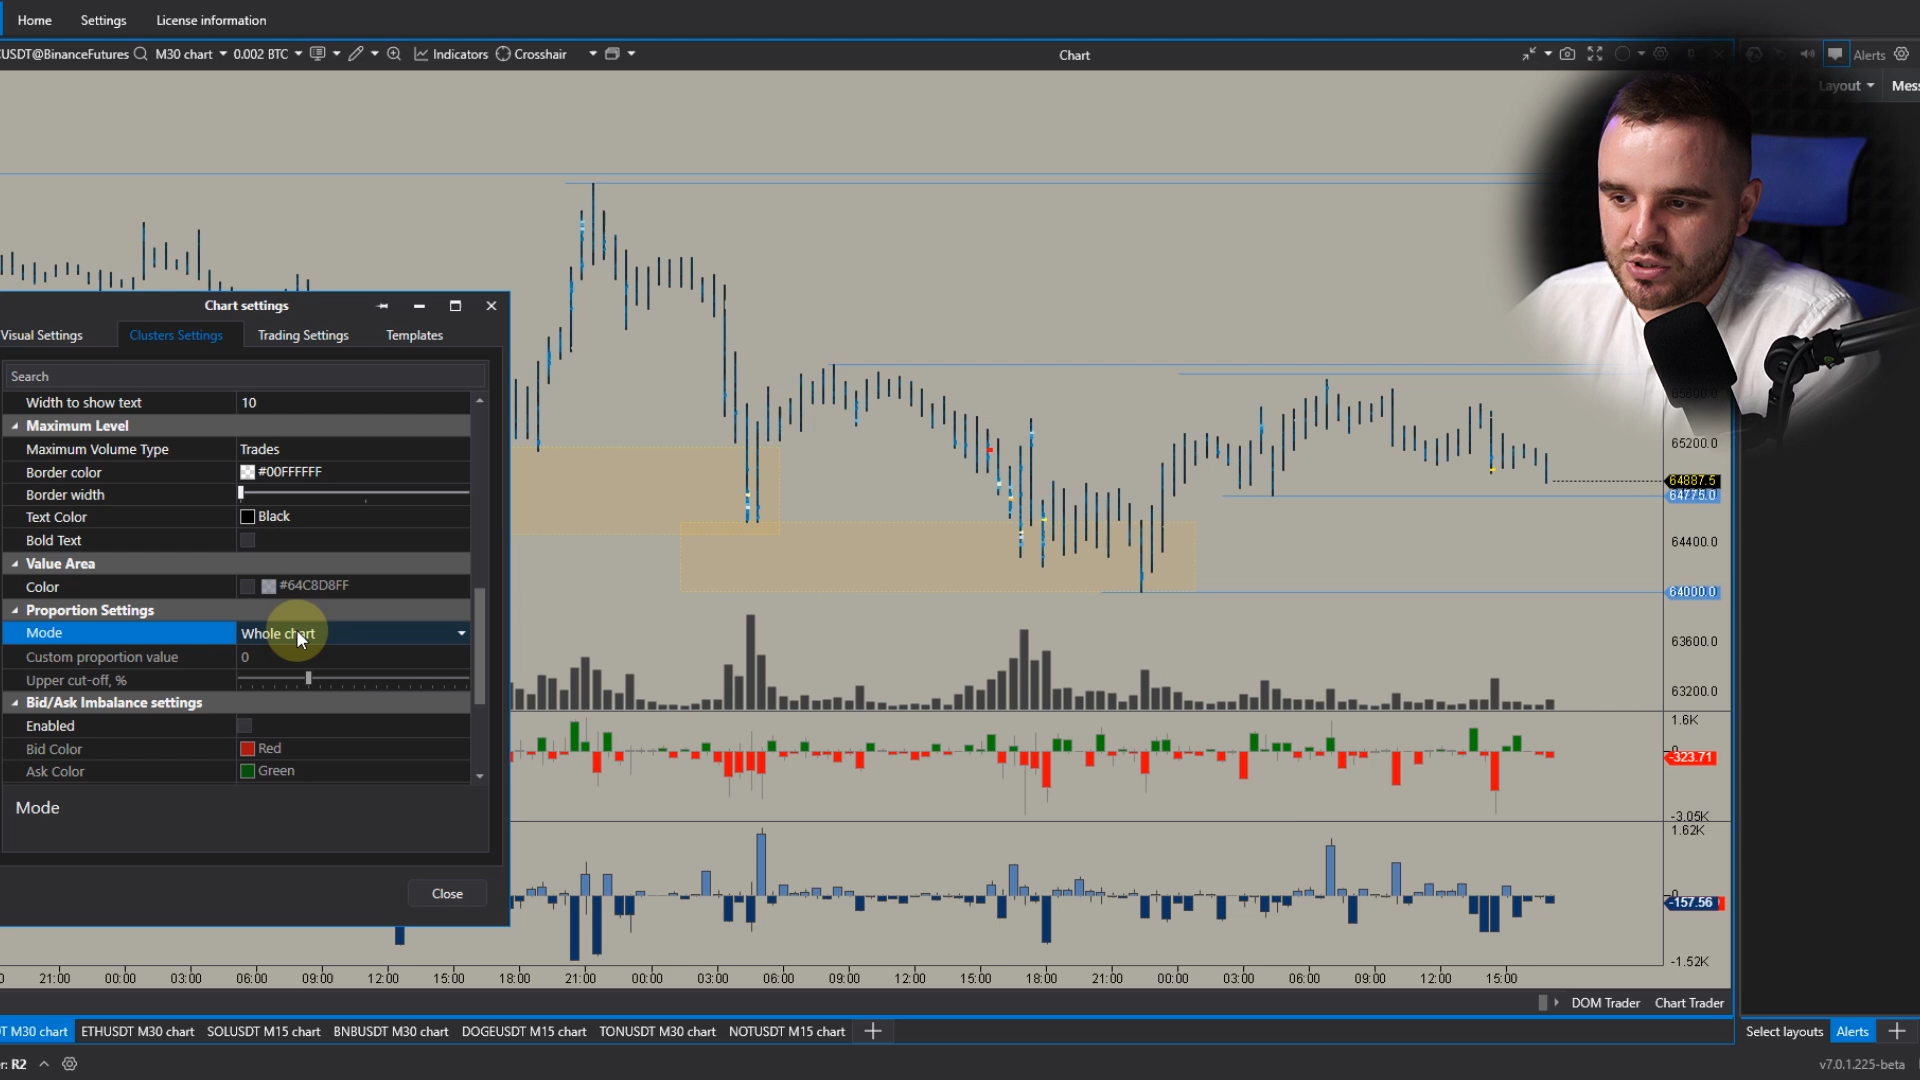 Home Settings License information
USDT@BinanceFutures M30 chart 0.002 BTC Indicators Crosshair Chart Alerts
Layout Mess
Chart settings
Visual Settings Clusters Settings Trading Settings Templates
Search
Width to show text 10
Maximum Level
Maximum Volume Type Trades
Border color #00FFFFFF
Border width
Text Color Black
Bold Text
Value Area
Color #64C8D8FF
Proportion Settings
Mode Whole chart
Custom proportion value 0
Upper cut-off, %
Bid/Ask Imbalance settings
Enabled
Bid Color Red
Ask Color Green
Mode
Close
65600.0
65200.0
64887.5
64775.0
64400.0
64000.0
63600.0
63200.0
1.6K
0
-323.71
-3.05K
1.62K
0
-157.56
-1.52K
0 21:00 00:00 03:00 06:00 09:00 12:00 15:00 18:00 21:00 00:00 03:00 06:00 09:00 12:00 15:00 18:00 21:00 00:00 03:00 06:00 09:00 12:00 15:00
DOM Trader Chart Trader
T M30 chart ETHUSDT M30 chart SOLUSDT M15 chart BNBUSDT M30 chart DOGEUSDT M15 chart TONUSDT M30 chart NOTUSDT M15 chart
Select layouts Alerts
r: R2
v7.0.1.225-beta